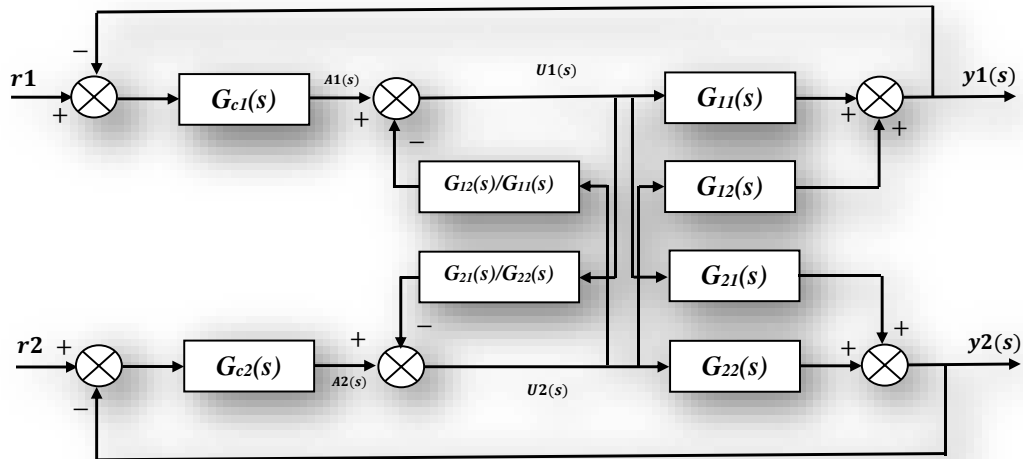 −
r1
+
Gc1(s)
A1(s)
+
−
U1(s)
G11(s)
+
+
y1(s)
G12(s)/G11(s)
G12(s)
G21(s)/G22(s)
G21(s)
−
+
r2
+
−
Gc2(s)
+
A2(s)
U2(s)
G22(s)
+
y2(s)